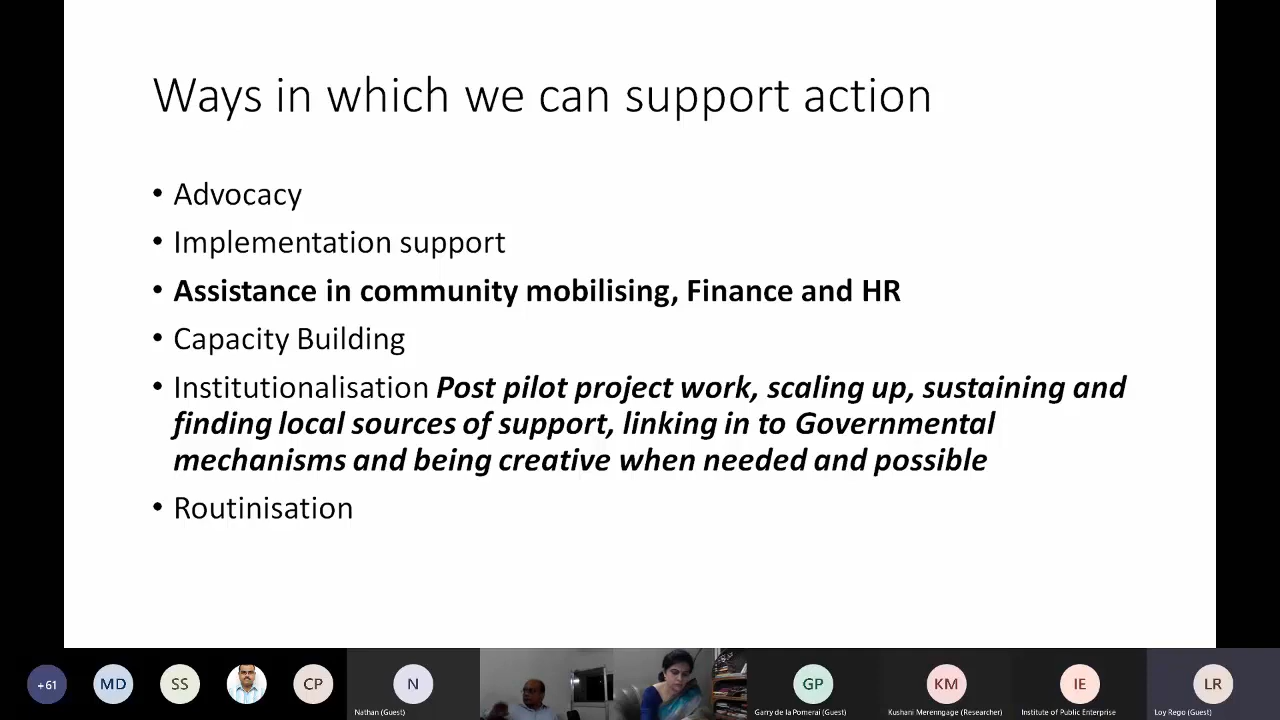 Ways in which we can support action
• Advocacy
• Implementation support
• Assistance in community mobilising, Finance and HR
• Capacity Building
• Institutionalisation Post pilot project work, scaling up, sustaining and
finding local sources of support, linking in to Governmental
mechanisms and being creative when needed and possible
• Routinisation
+61
MD
SS
CP
N
GP
KM
IE
LR
Nathan (Guest)
Garry de la Pomerai (Guest)
Kushani Merenngage (Researcher)
Institute of Public Enterprise
Loy Rego (Guest)